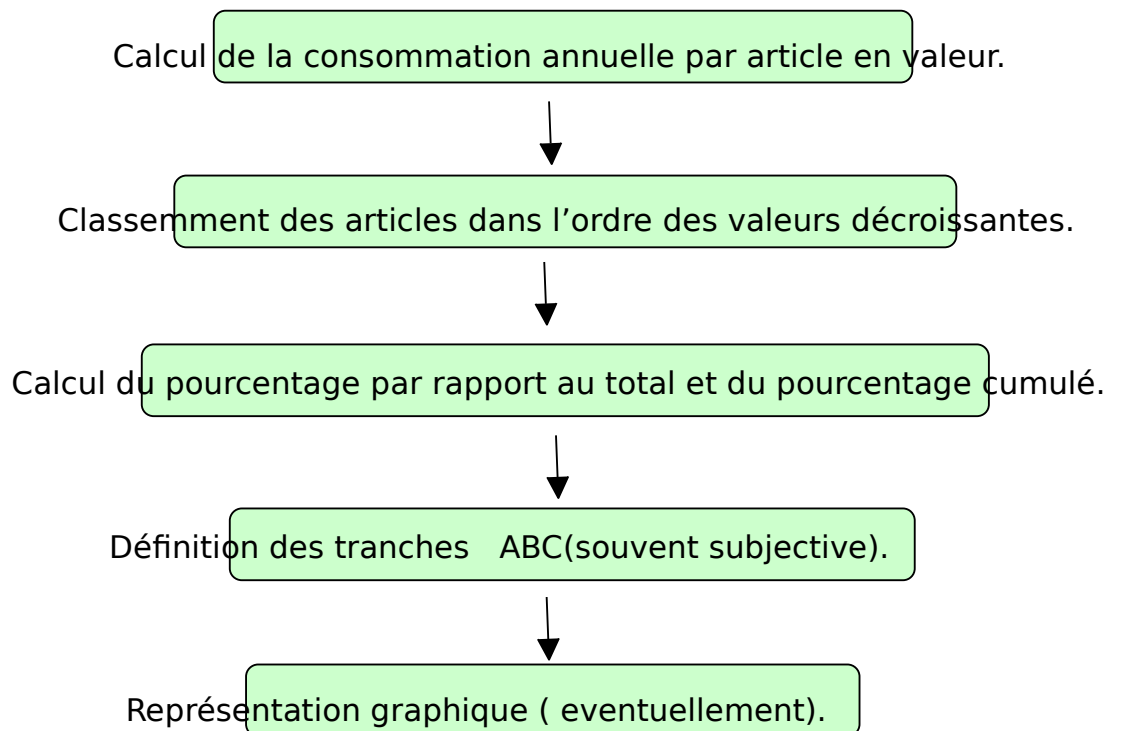 Calcul de la consommation annuelle par article en valeur.
Classemment des articles dans l’ordre des valeurs décroissantes.
Calcul du pourcentage par rapport au total et du pourcentage cumulé.
Définition des tranches   ABC(souvent subjective).
Représentation graphique ( eventuellement).